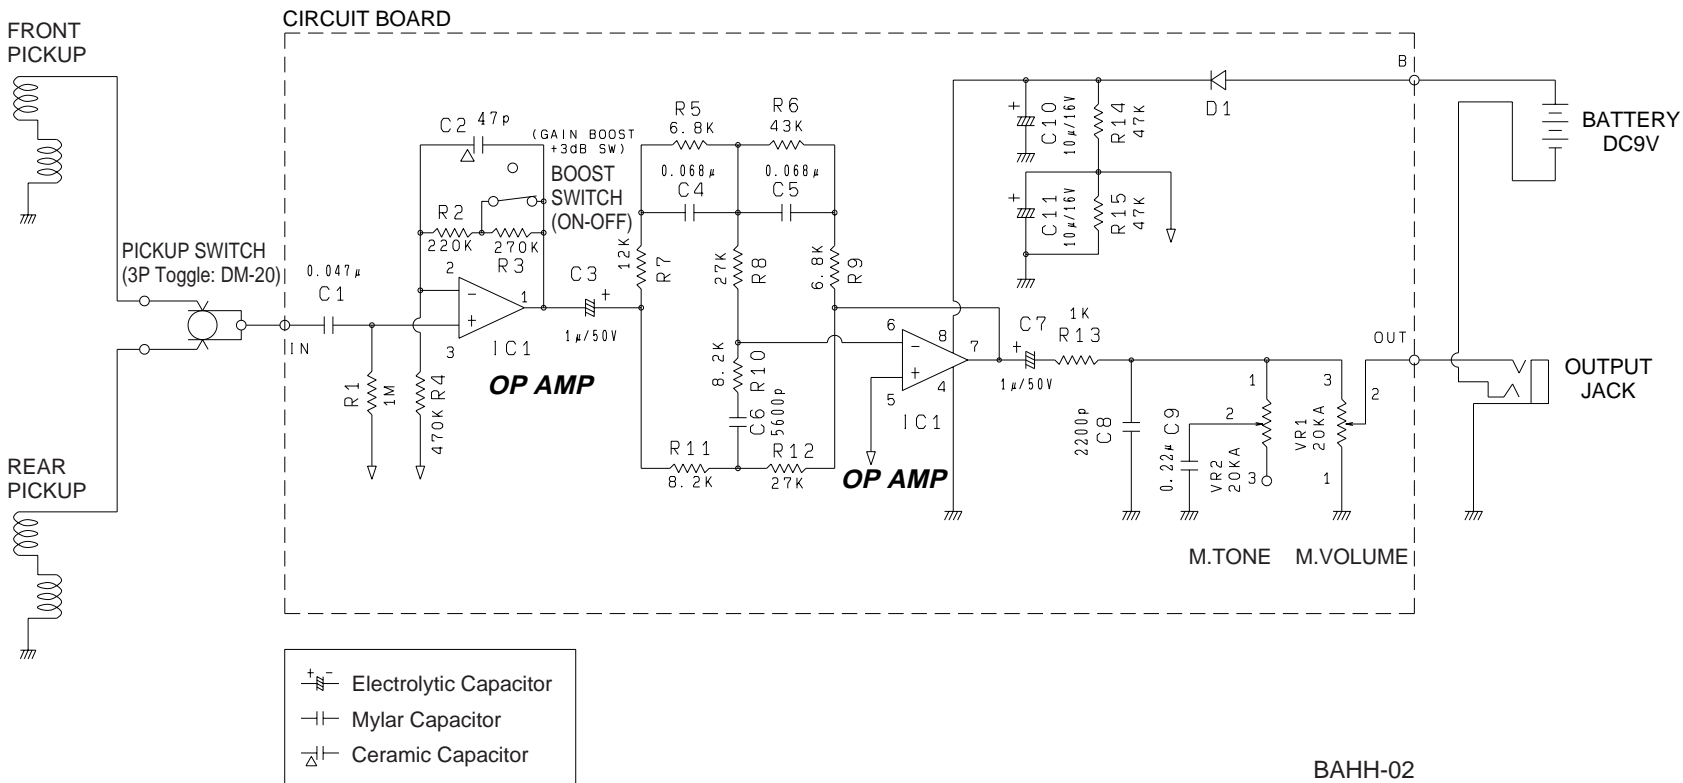 CIRCUIT BOARD
FRONT
PICKUP
B
D1
C10
10μ/16V
R14
47K
BATTERY
DC9V
C2
47p
(GAIN BOOST
+3dB SW)
BOOST
SWITCH
(ON-OFF)
R5
6.8K
R6
43K
0.068μ
C4
0.068μ
C5
C11
10μ/16V
R15
47K
R2
220K
270K
R3
PICKUP SWITCH
(3P Toggle: DM-20)
0.047μ
C1
IN
2
3
1
IC1
OP AMP
C3
1μ/50V
12K
R7
27K
R8
6.8K
R9
R1
1M
470K
R4
8.2K
R10
C6
5600p
R11
8.2K
R12
27K
6
5
8
7
4
IC1
OP AMP
C7
1μ/50V
1K
R13
OUT
OUTPUT
JACK
2200p
C8
0.22μ
C9
2
1
VR2
20KA
3
3
VR1
20KA
2
1
M.TONE
M.VOLUME
REAR
PICKUP
+ -
Electrolytic Capacitor
Mylar Capacitor
Ceramic Capacitor
BAHH-02